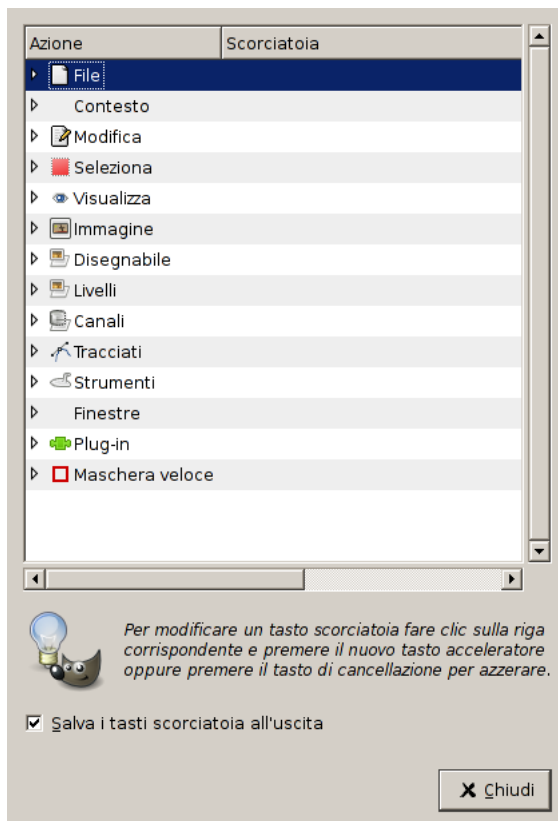 Azione Scorciatoia
File
Contesto
Modifica
Seleziona
Visualizza
Immagine
Disegnabile
Livelli
Canali
Tracciati
Strumenti
Finestre
Plug-in
Maschera veloce
Per modificare un tasto scorciatoia fare clic sulla riga
corrispondente e premere il nuovo tasto acceleratore
oppure premere il tasto di cancellazione per azzerare.
Salva i tasti scorciatoia all'uscita
Chiudi